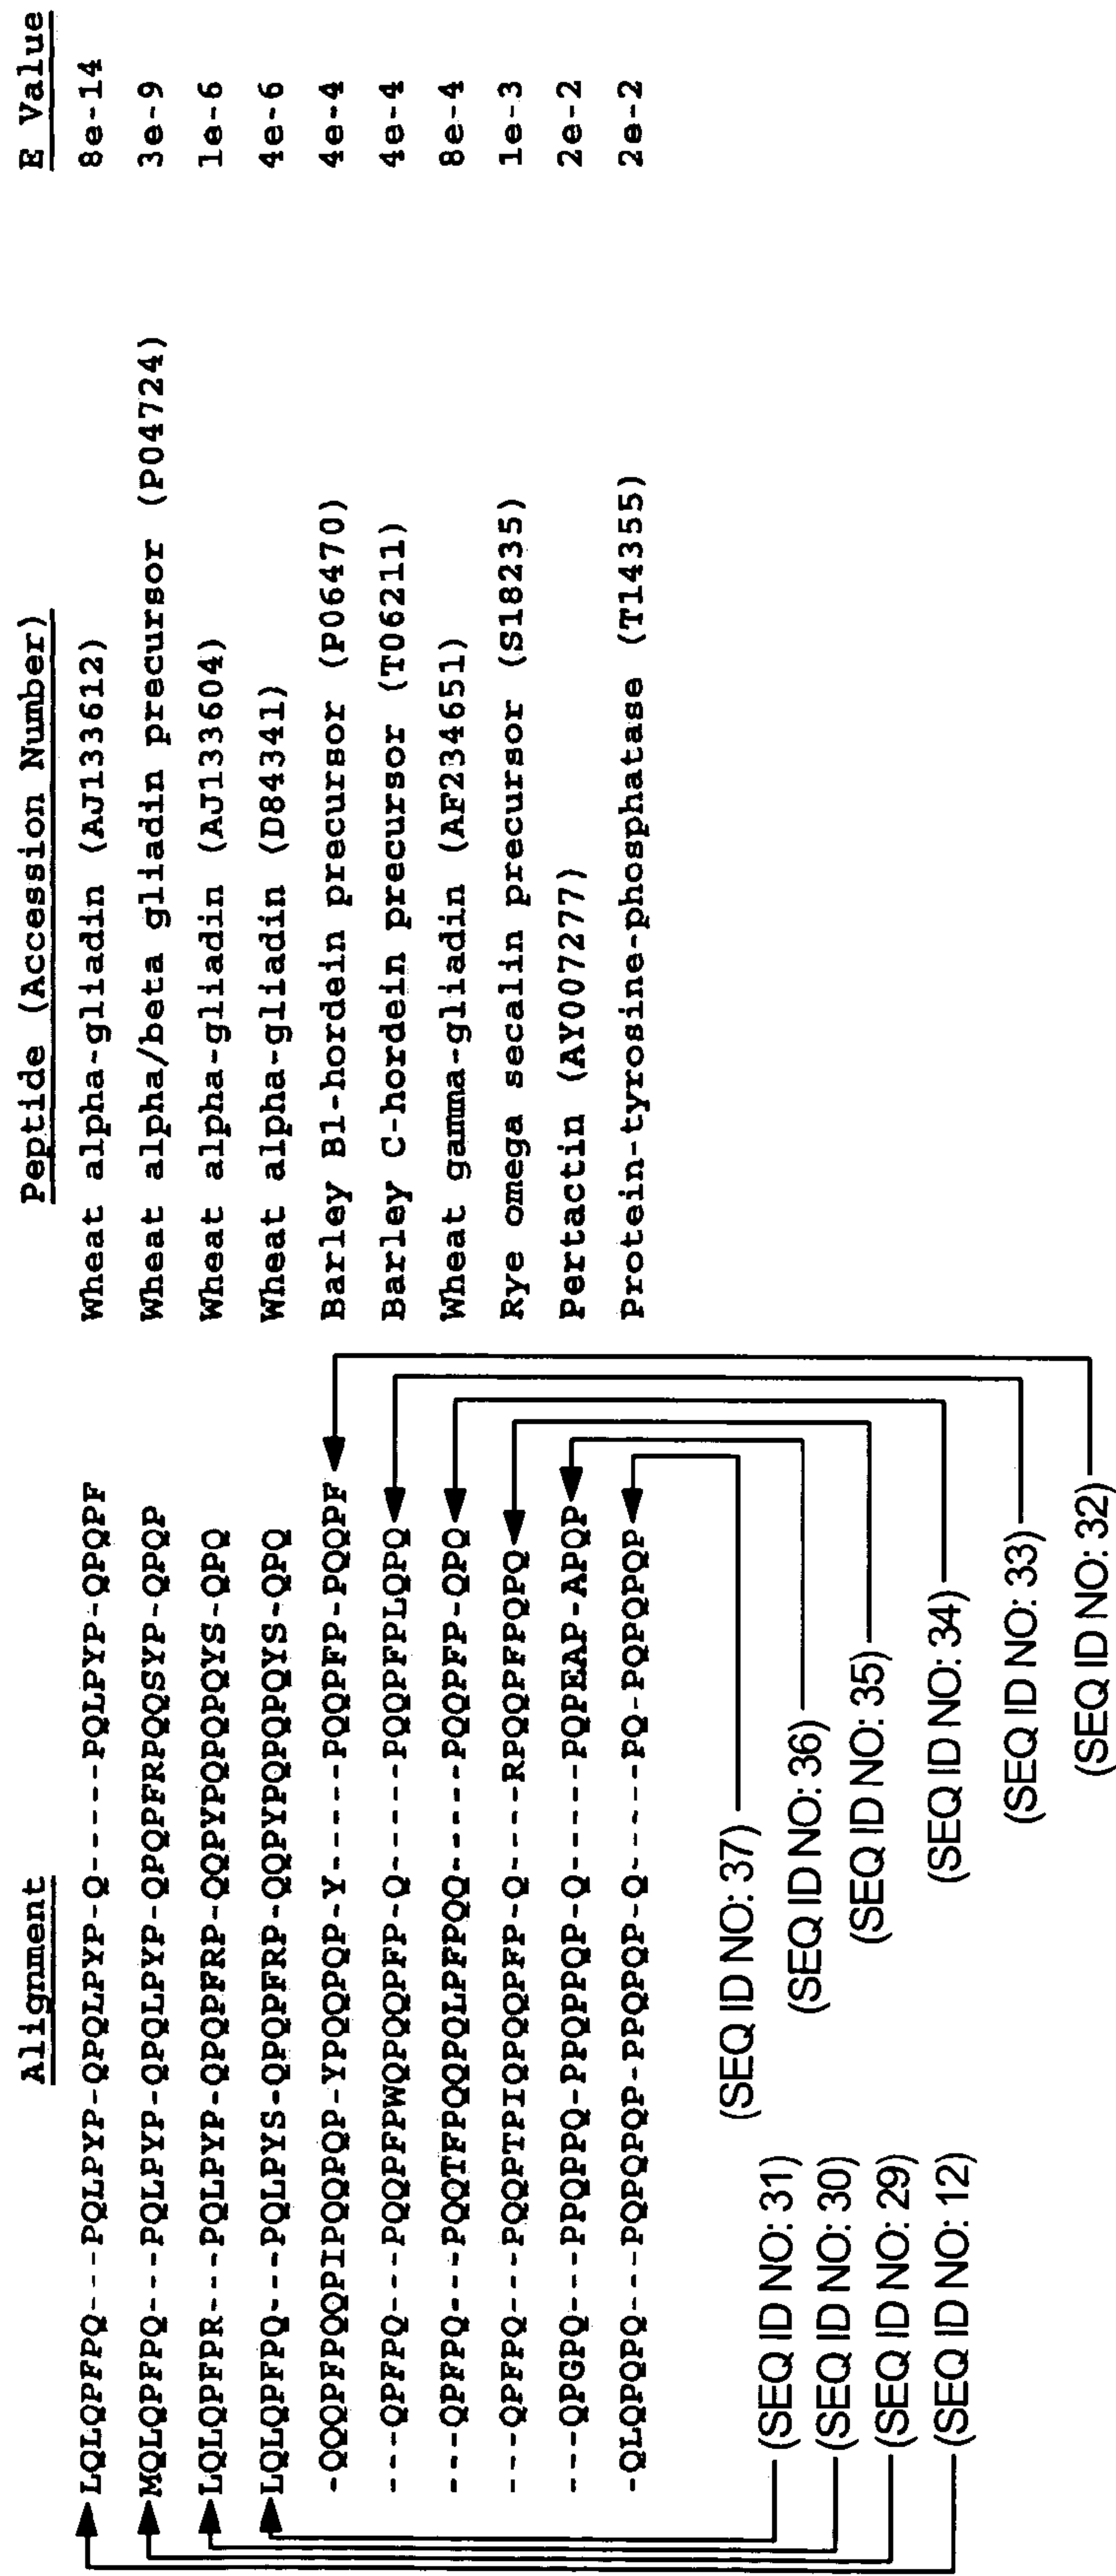 Alignment Peptide (Accession Number) E Value
LQLQPFPQ---PQLPYP-QPQLPYP-Q-----PQLPYP-QPQPF Wheat alpha-gliadin (AJ133612) 8e-14
MQLQPFPQ---PQLPYP-QPQLPYP-QPQPFRPQQSYP-QPQP Wheat alpha/beta gliadin precursor (P04724) 3e-9
LQLQPFPR---PQLPYP-QPQPFRP-QQPYPQPQPQYS-QPQ Wheat alpha-gliadin (AJ133604) 1e-6
LQLQPFPQ---PQLPYS-QPQPFRP-QQPYPQPQPQYS-QPQ Wheat alpha-gliadin (D84341) 4e-6
-QQQPFPQQPIPQQPQP-YPQQPQP-Y-----PQQPFP-PQQPF Barley B1-hordein precursor (P06470) 4e-4
---QPFPQ---PQQPFPWQPQQPFP-Q-----PQQPFPLQPQ Barley C-hordein precursor (T06211) 4e-4
---QPFPQ---PQQTFPQQPQLPFPQQ-----PQQPFP-QPQ Wheat gamma-gliadin (AF234651) 8e-4
---QPFPQ---PQQPTPIQPQQPFP-Q----RPQQPFPQPQ Rye omega secalin precursor (S18235) 1e-3
---QPGPQ---PPQPPQ-PPQPPQP-Q-----PQPEAP-APQP Pertactin (AY007277) 2e-2
-QLQPQPQ---PQPQPQP-PPQPQP-Q-----PQ-PQPQPQP Protein-tyrosine-phosphatase (T14355) 2e-2
(SEQ ID NO: 37)
(SEQ ID NO: 31) (SEQ ID NO: 36)
(SEQ ID NO: 30) (SEQ ID NO: 35)
(SEQ ID NO: 29) (SEQ ID NO: 34)
(SEQ ID NO: 12) (SEQ ID NO: 33)
(SEQ ID NO: 32)